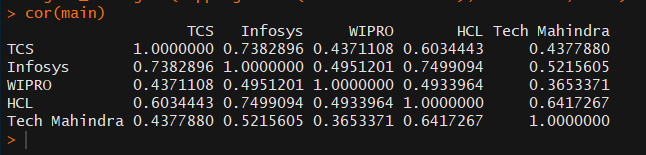 > cor(main)
TCS Infosys WIPRO HCL Tech Mahindra
TCS 1.0000000 0.7382896 0.4371108 0.6034443 0.4377880
Infosys 0.7382896 1.0000000 0.4951201 0.7499094 0.5215605
WIPRO 0.4371108 0.4951201 1.0000000 0.4933964 0.3653371
HCL 0.6034443 0.7499094 0.4933964 1.0000000 0.6417267
Tech Mahindra 0.4377880 0.5215605 0.3653371 0.6417267 1.0000000
>